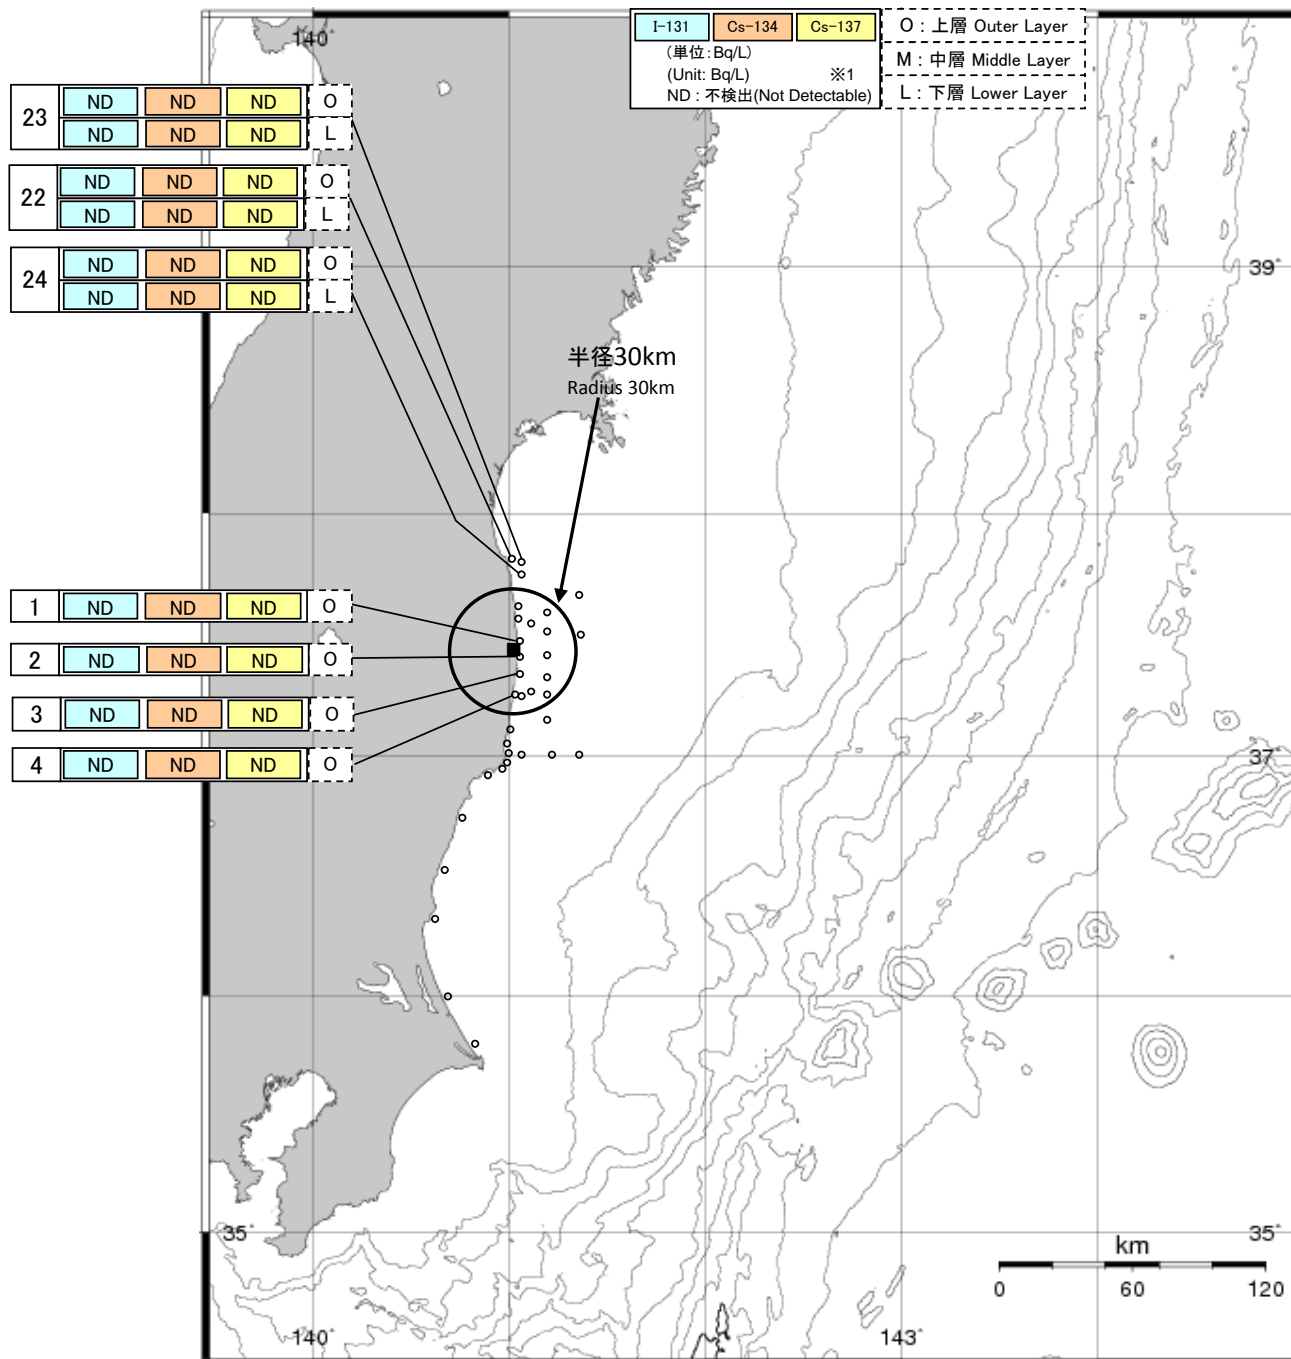 140°
I-131 Cs-134 Cs-137
(単位:Bq/L)
(Unit: Bq/L) ※1
ND : 不検出(Not Detectable)
O : 上層 Outer Layer
M : 中層 Middle Layer
L : 下層 Lower Layer
23 ND ND ND O
ND ND ND L
22 ND ND ND O
ND ND ND L
24 ND ND ND O
ND ND ND L
39°
半径30km
Radius 30km
1 ND ND ND O
2 ND ND ND O
3 ND ND ND O
4 ND ND ND O
37°
35° 35°
km
0 60 120
140° 143°